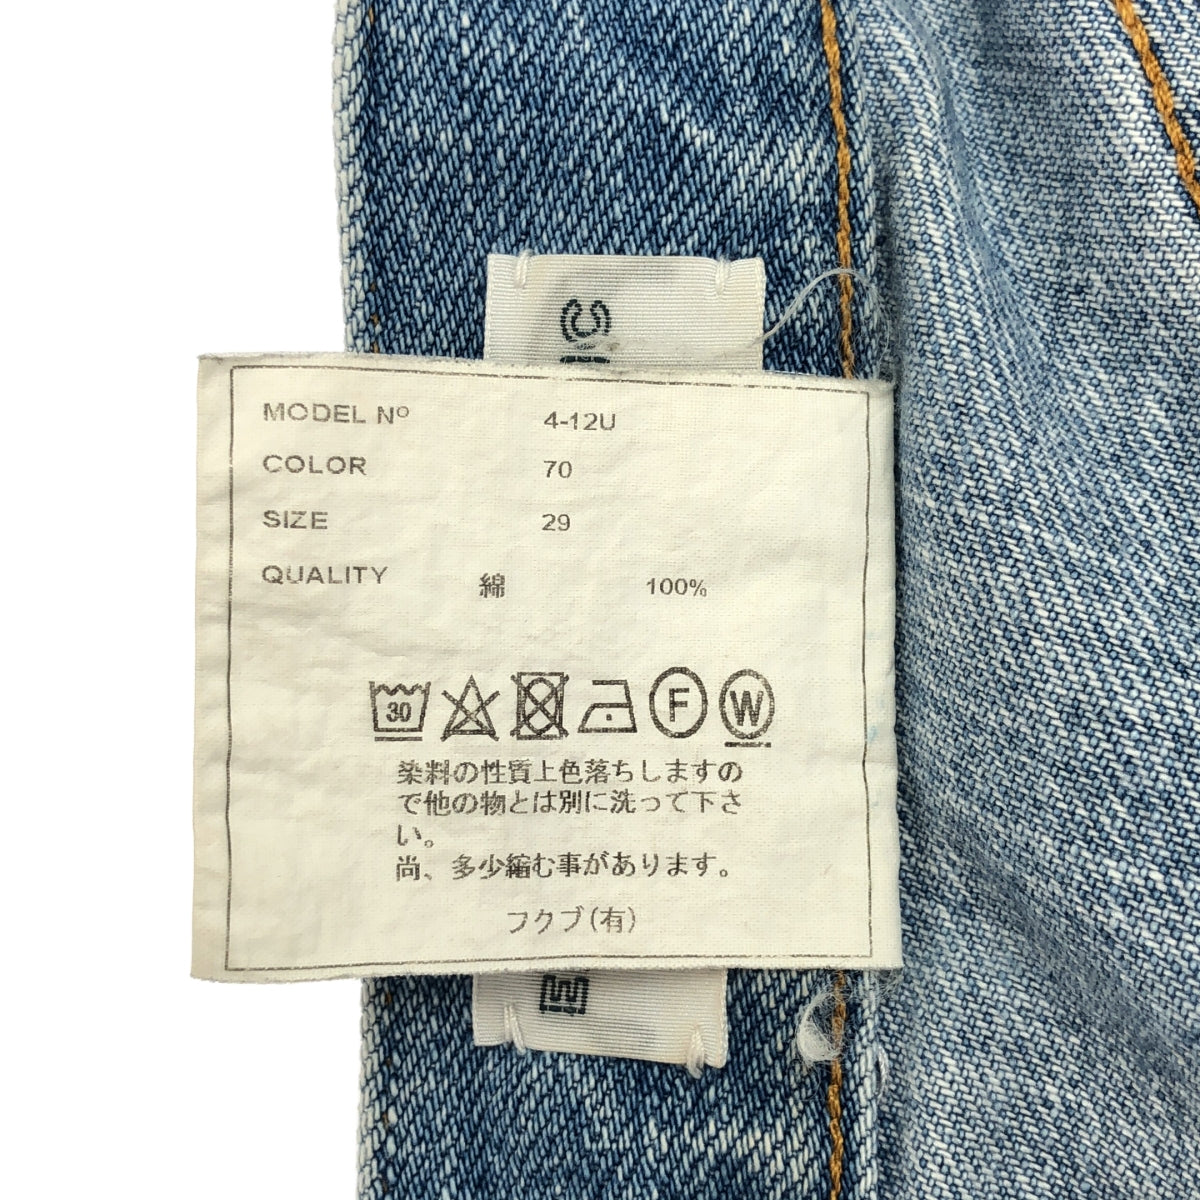 MODEL Nº 4-12U
COLOR 70
SIZE 29
QUALITY 綿 100%
30 F W
染料の性質上色落ちしますの
で他の物とは別に洗って下さ
い。
尚、多少縮む事があります。
フクブ(有)